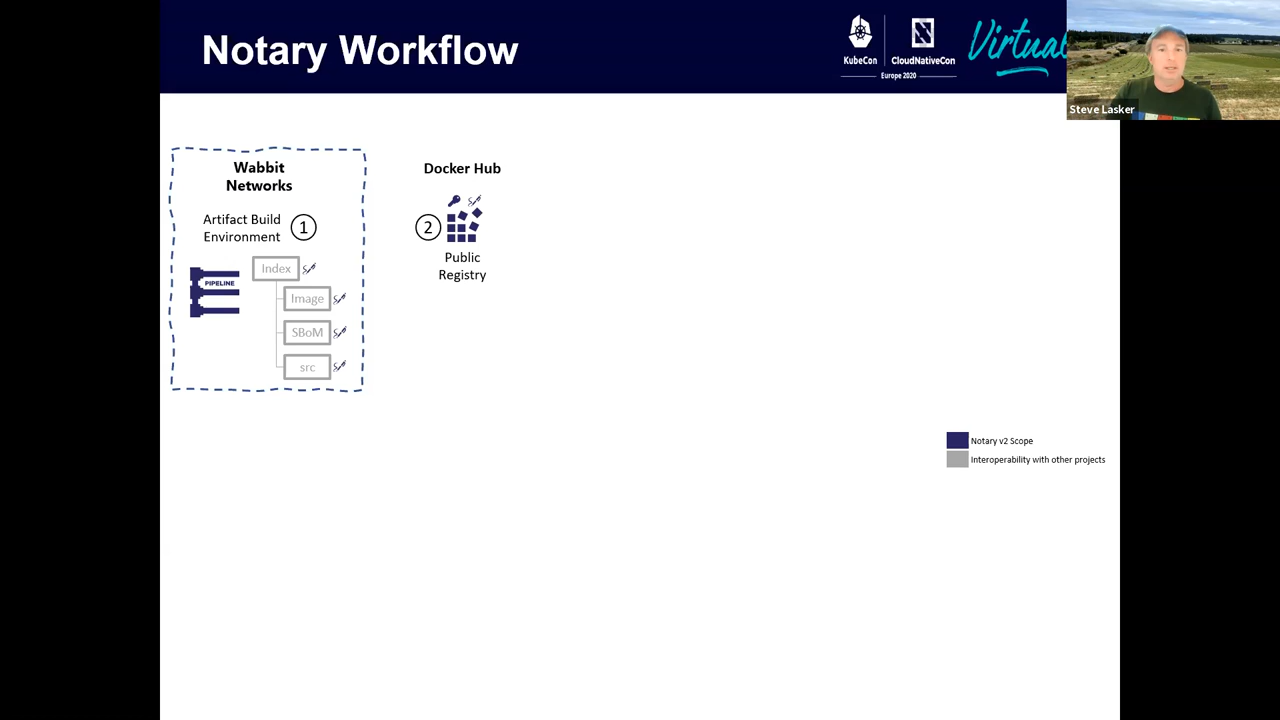 Notary Workflow
KubeCon
CloudNativeCon
Europe 2020
Virtual
Steve Lasker
Wabbit
Networks
Artifact Build
Environment
1
PIPELINE
Index
Image
SBoM
src
Docker Hub
2
Public
Registry
Notary v2 Scope
Interoperability with other projects